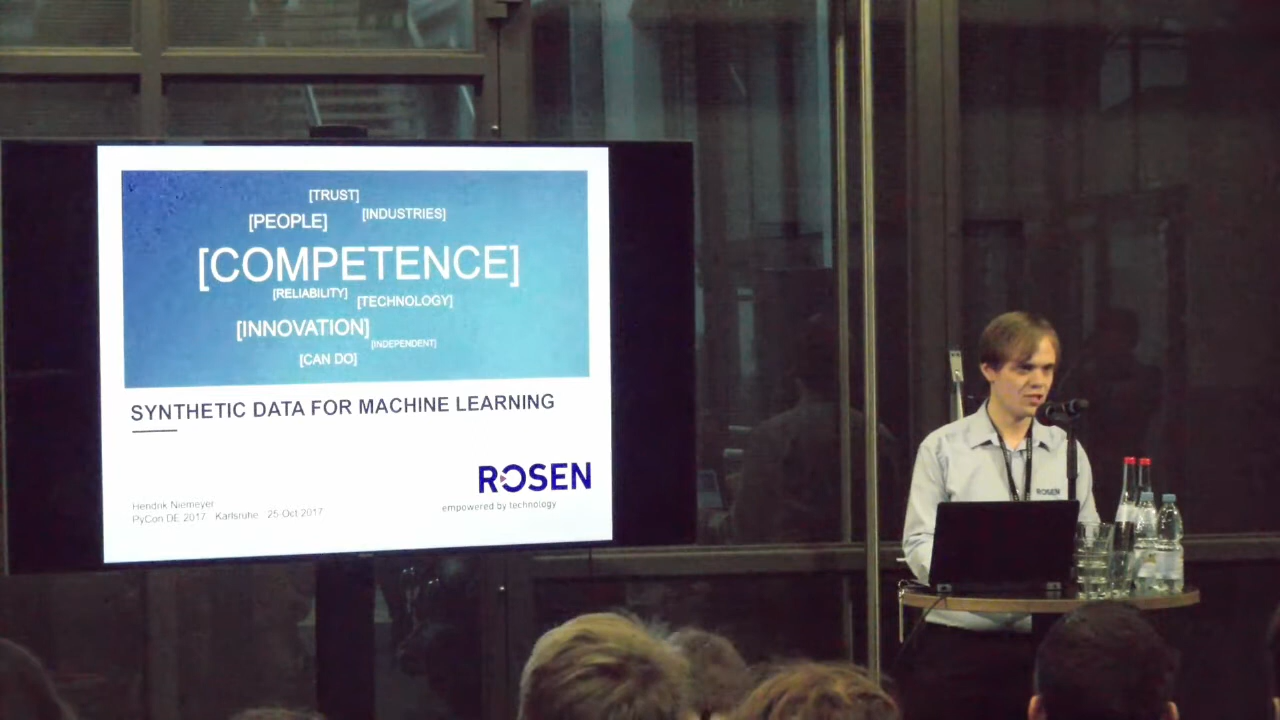 [TRUST]
[PEOPLE] [INDUSTRIES]
[COMPETENCE]
[RELIABILITY] [TECHNOLOGY]
[INNOVATION]
[INDEPENDENT]
[CAN DO]
SYNTHETIC DATA FOR MACHINE LEARNING
ROSEN
empowered by technology
Hendrik Niemeyer
PyCon DE 2017 Karlsruhe 25-Oct-2017
ROSEN